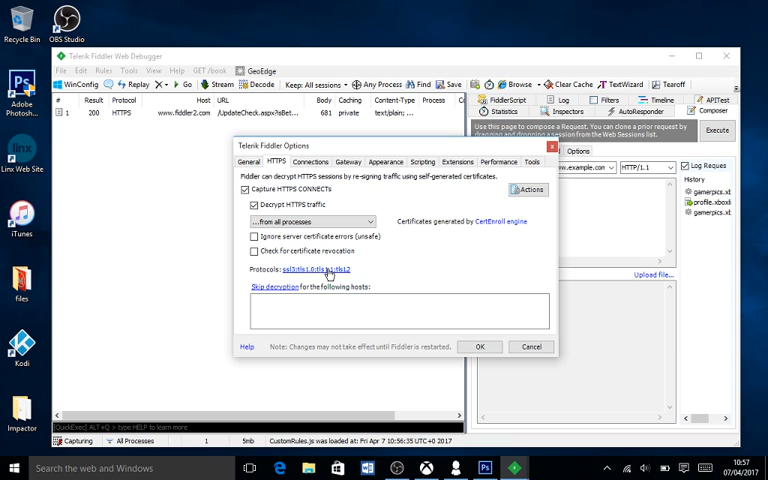 Recycle Bin
OBS Studio
Adobe
Photosh...
Linx Web Site
iTunes
files
Kodi
Impactor
Telerik Fiddler Web Debugger
File Edit Rules Tools View Help GET /book GeoEdge
WinConfig Replay Go Stream Decode Keep: All sessions Any Process Find Save Browse Clear Cache TextWizard Tearoff
# Result Protocol Host URL Body Caching Content-Type Process
1 200 HTTPS www.fiddler2.com /UpdateCheck.aspx?isBet... 681 private text/plain; ...
FiddlerScript Log Filters Timeline APITest
Statistics Inspectors AutoResponder Composer
Use this page to compose a Request. You can clone a prior request by
dragging and dropping a session from the Web Sessions list.
Execute
Options
ww.example.com HTTP/1.1 Log Reques
History
gamerpics.xt
profile.xboxli
gamerpics.xt
Upload file...
Telerik Fiddler Options
General HTTPS Connections Gateway Appearance Scripting Extensions Performance Tools
Fiddler can decrypt HTTPS sessions by re-signing traffic using self-generated certificates.
Capture HTTPS CONNECTs
Actions
Decrypt HTTPS traffic
...from all processes
Certificates generated by CertEnroll engine
Ignore server certificate errors (unsafe)
Check for certificate revocation
Protocols: ssl3;tls1.0;tls1.1;tls1.2
Skip decryption for the following hosts:
Help Note: Changes may not take effect until Fiddler is restarted. OK Cancel
[QuickExec] ALT+Q > type HELP to learn more
Capturing All Processes 1 5mb CustomRules.js was loaded at: Fri Apr 7 10:56:35 UTC+0 2017
Search the web and Windows
10:57
07/04/2017